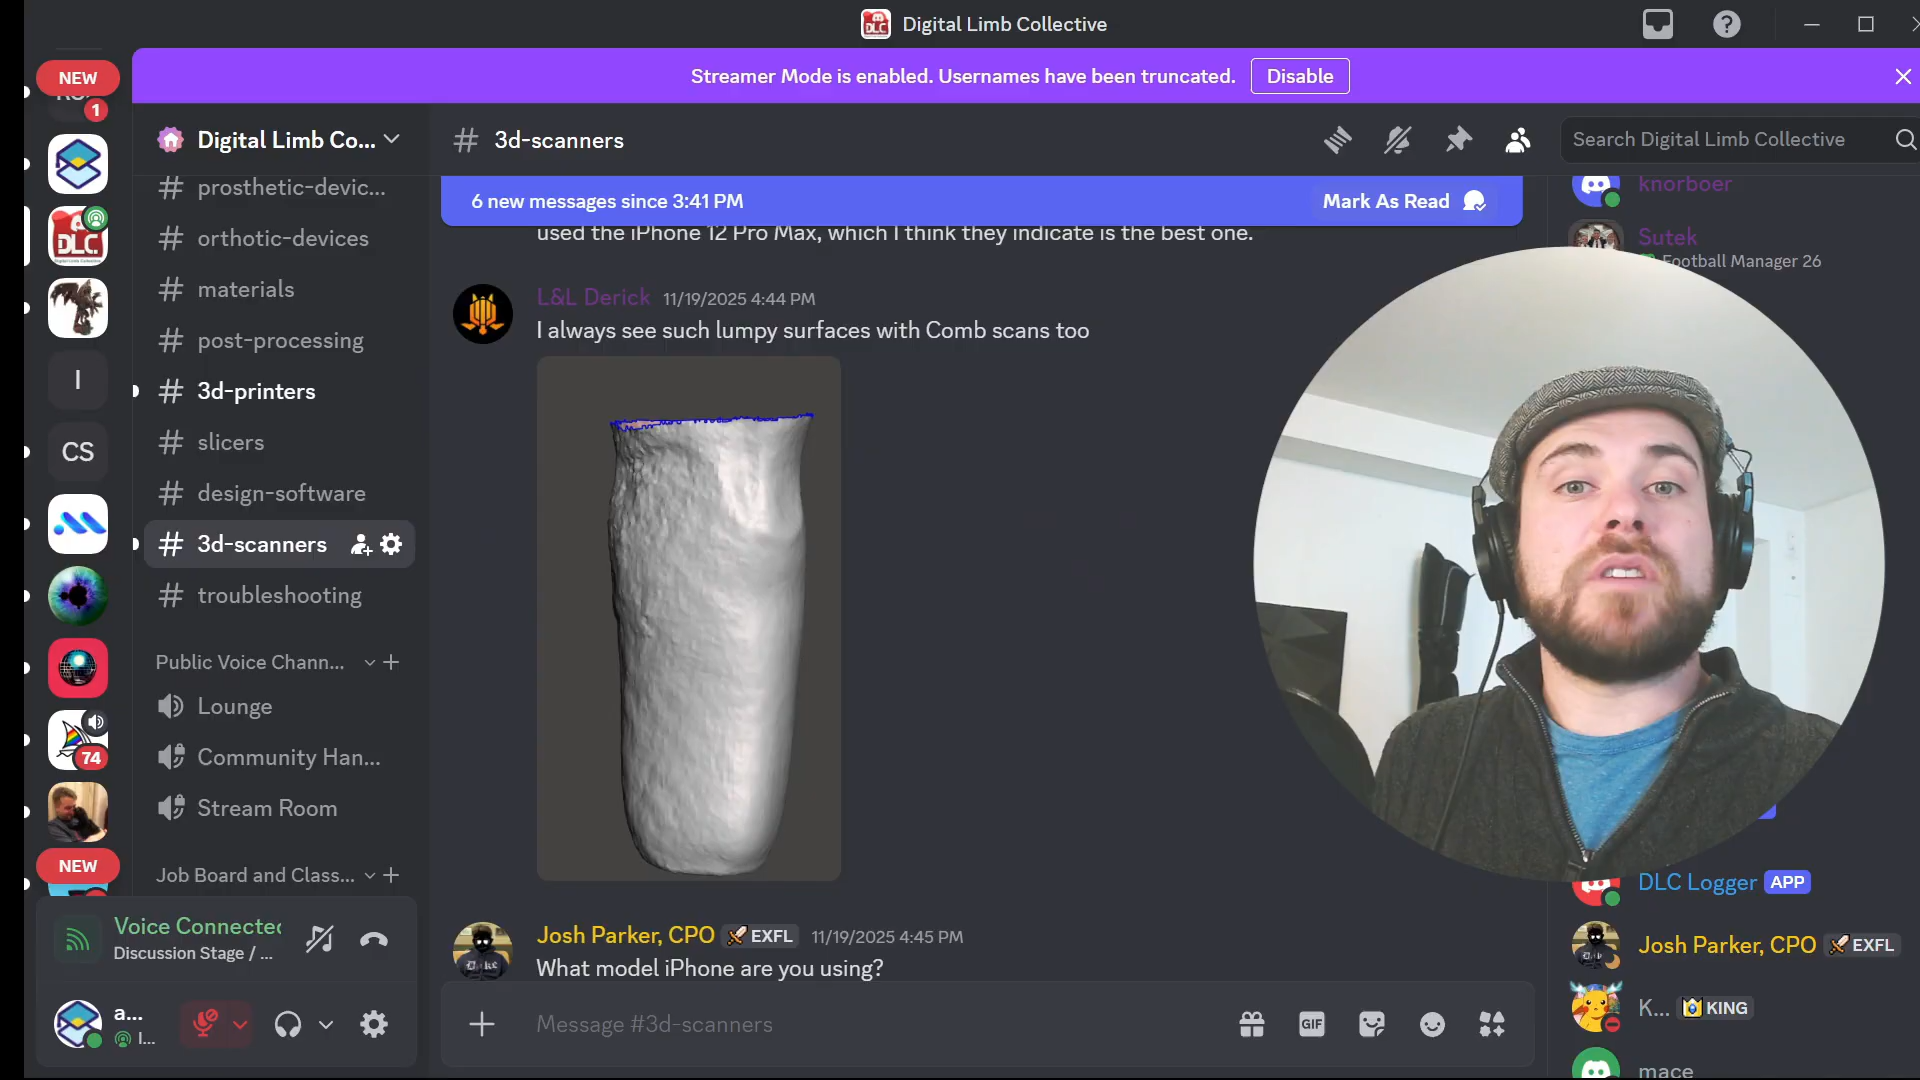 Digital Limb Collective
Streamer Mode is enabled. Usernames have been truncated.
Disable
NEW
1
DLC
I
CS
74
NEW
Digital Limb Co...
prosthetic-devic...
orthotic-devices
materials
post-processing
3d-printers
slicers
design-software
3d-scanners
troubleshooting
Public Voice Chann...
Lounge
Community Han...
Stream Room
Job Board and Class...
Voice Connected
Discussion Stage / ...
a...
I...
3d-scanners
Search Digital Limb Collective
6 new messages since 3:41 PM
Mark As Read
used the iPhone 12 Pro Max, which I think they indicate is the best one.
L&L Derick 11/19/2025 4:44 PM
I always see such lumpy surfaces with Comb scans too
Josh Parker, CPO EXFL 11/19/2025 4:45 PM
What model iPhone are you using?
Message #3d-scanners
GIF
knorboer
Sutek
Football Manager 26
DLC Logger APP
Josh Parker, CPO EXFL
K... KING
mace